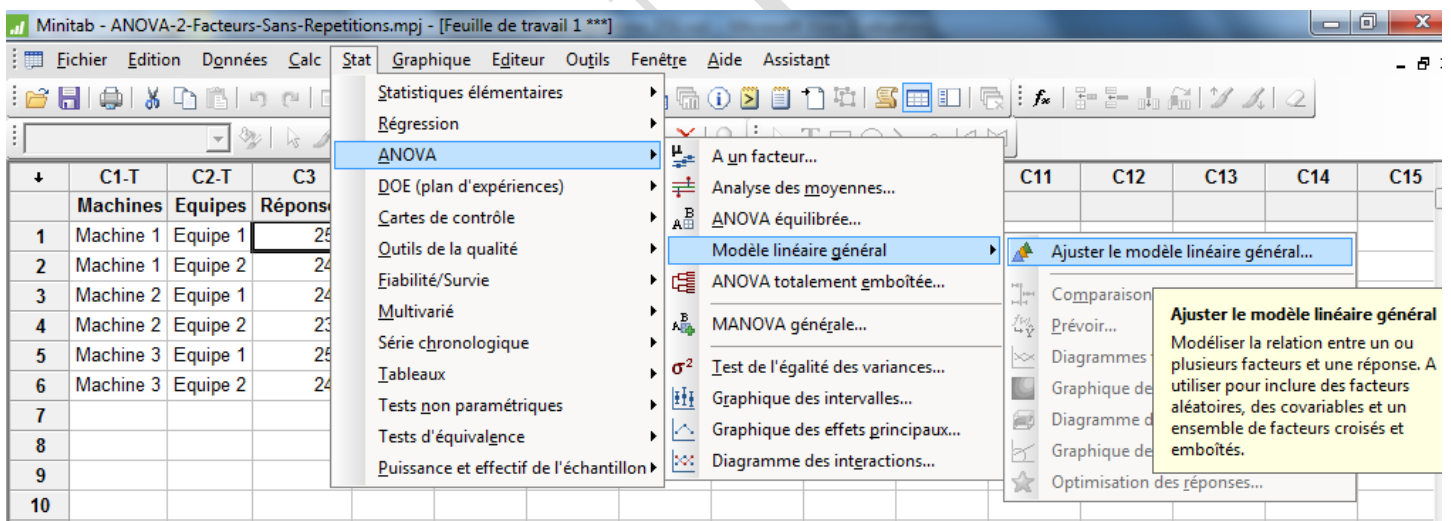 Minitab - ANOVA-2-Facteurs-Sans-Repetitions.mpj - [Feuille de travail 1 ***]
Fichier Edition Données Calc Stat Graphique Editeur Outils Fenêtre Aide Assistant
Statistiques élémentaires
Régression
ANOVA
DOE (plan d'expériences)
Cartes de contrôle
Outils de la qualité
Fiabilité/Survie
Multivarié
Série chronologique
Tableaux
Tests non paramétriques
Tests d'équivalence
Puissance et effectif de l'échantillon
A un facteur...
Analyse des moyennes...
ANOVA équilibrée...
Modèle linéaire général
ANOVA totalement emboîtée...
MANOVA générale...
Test de l'égalité des variances...
Graphique des intervalles...
Graphique des effets principaux...
Diagramme des interactions...
Ajuster le modèle linéaire général...
Comparaison
Prévoir...
Diagrammes
Graphique de
Diagramme d
Graphique de
Optimisation des réponses...
Ajuster le modèle linéaire général
Modéliser la relation entre un ou
plusieurs facteurs et une réponse. A
utiliser pour inclure des facteurs
aléatoires, des covariables et un
ensemble de facteurs croisés et
emboîtés.
C1-T C2-T C3 C11 C12 C13 C14 C15
Machines Equipes Répons
1 Machine 1 Equipe 1 25
2 Machine 1 Equipe 2 24
3 Machine 2 Equipe 1 24
4 Machine 2 Equipe 2 23
5 Machine 3 Equipe 1 25
6 Machine 3 Equipe 2 24
7
8
9
10